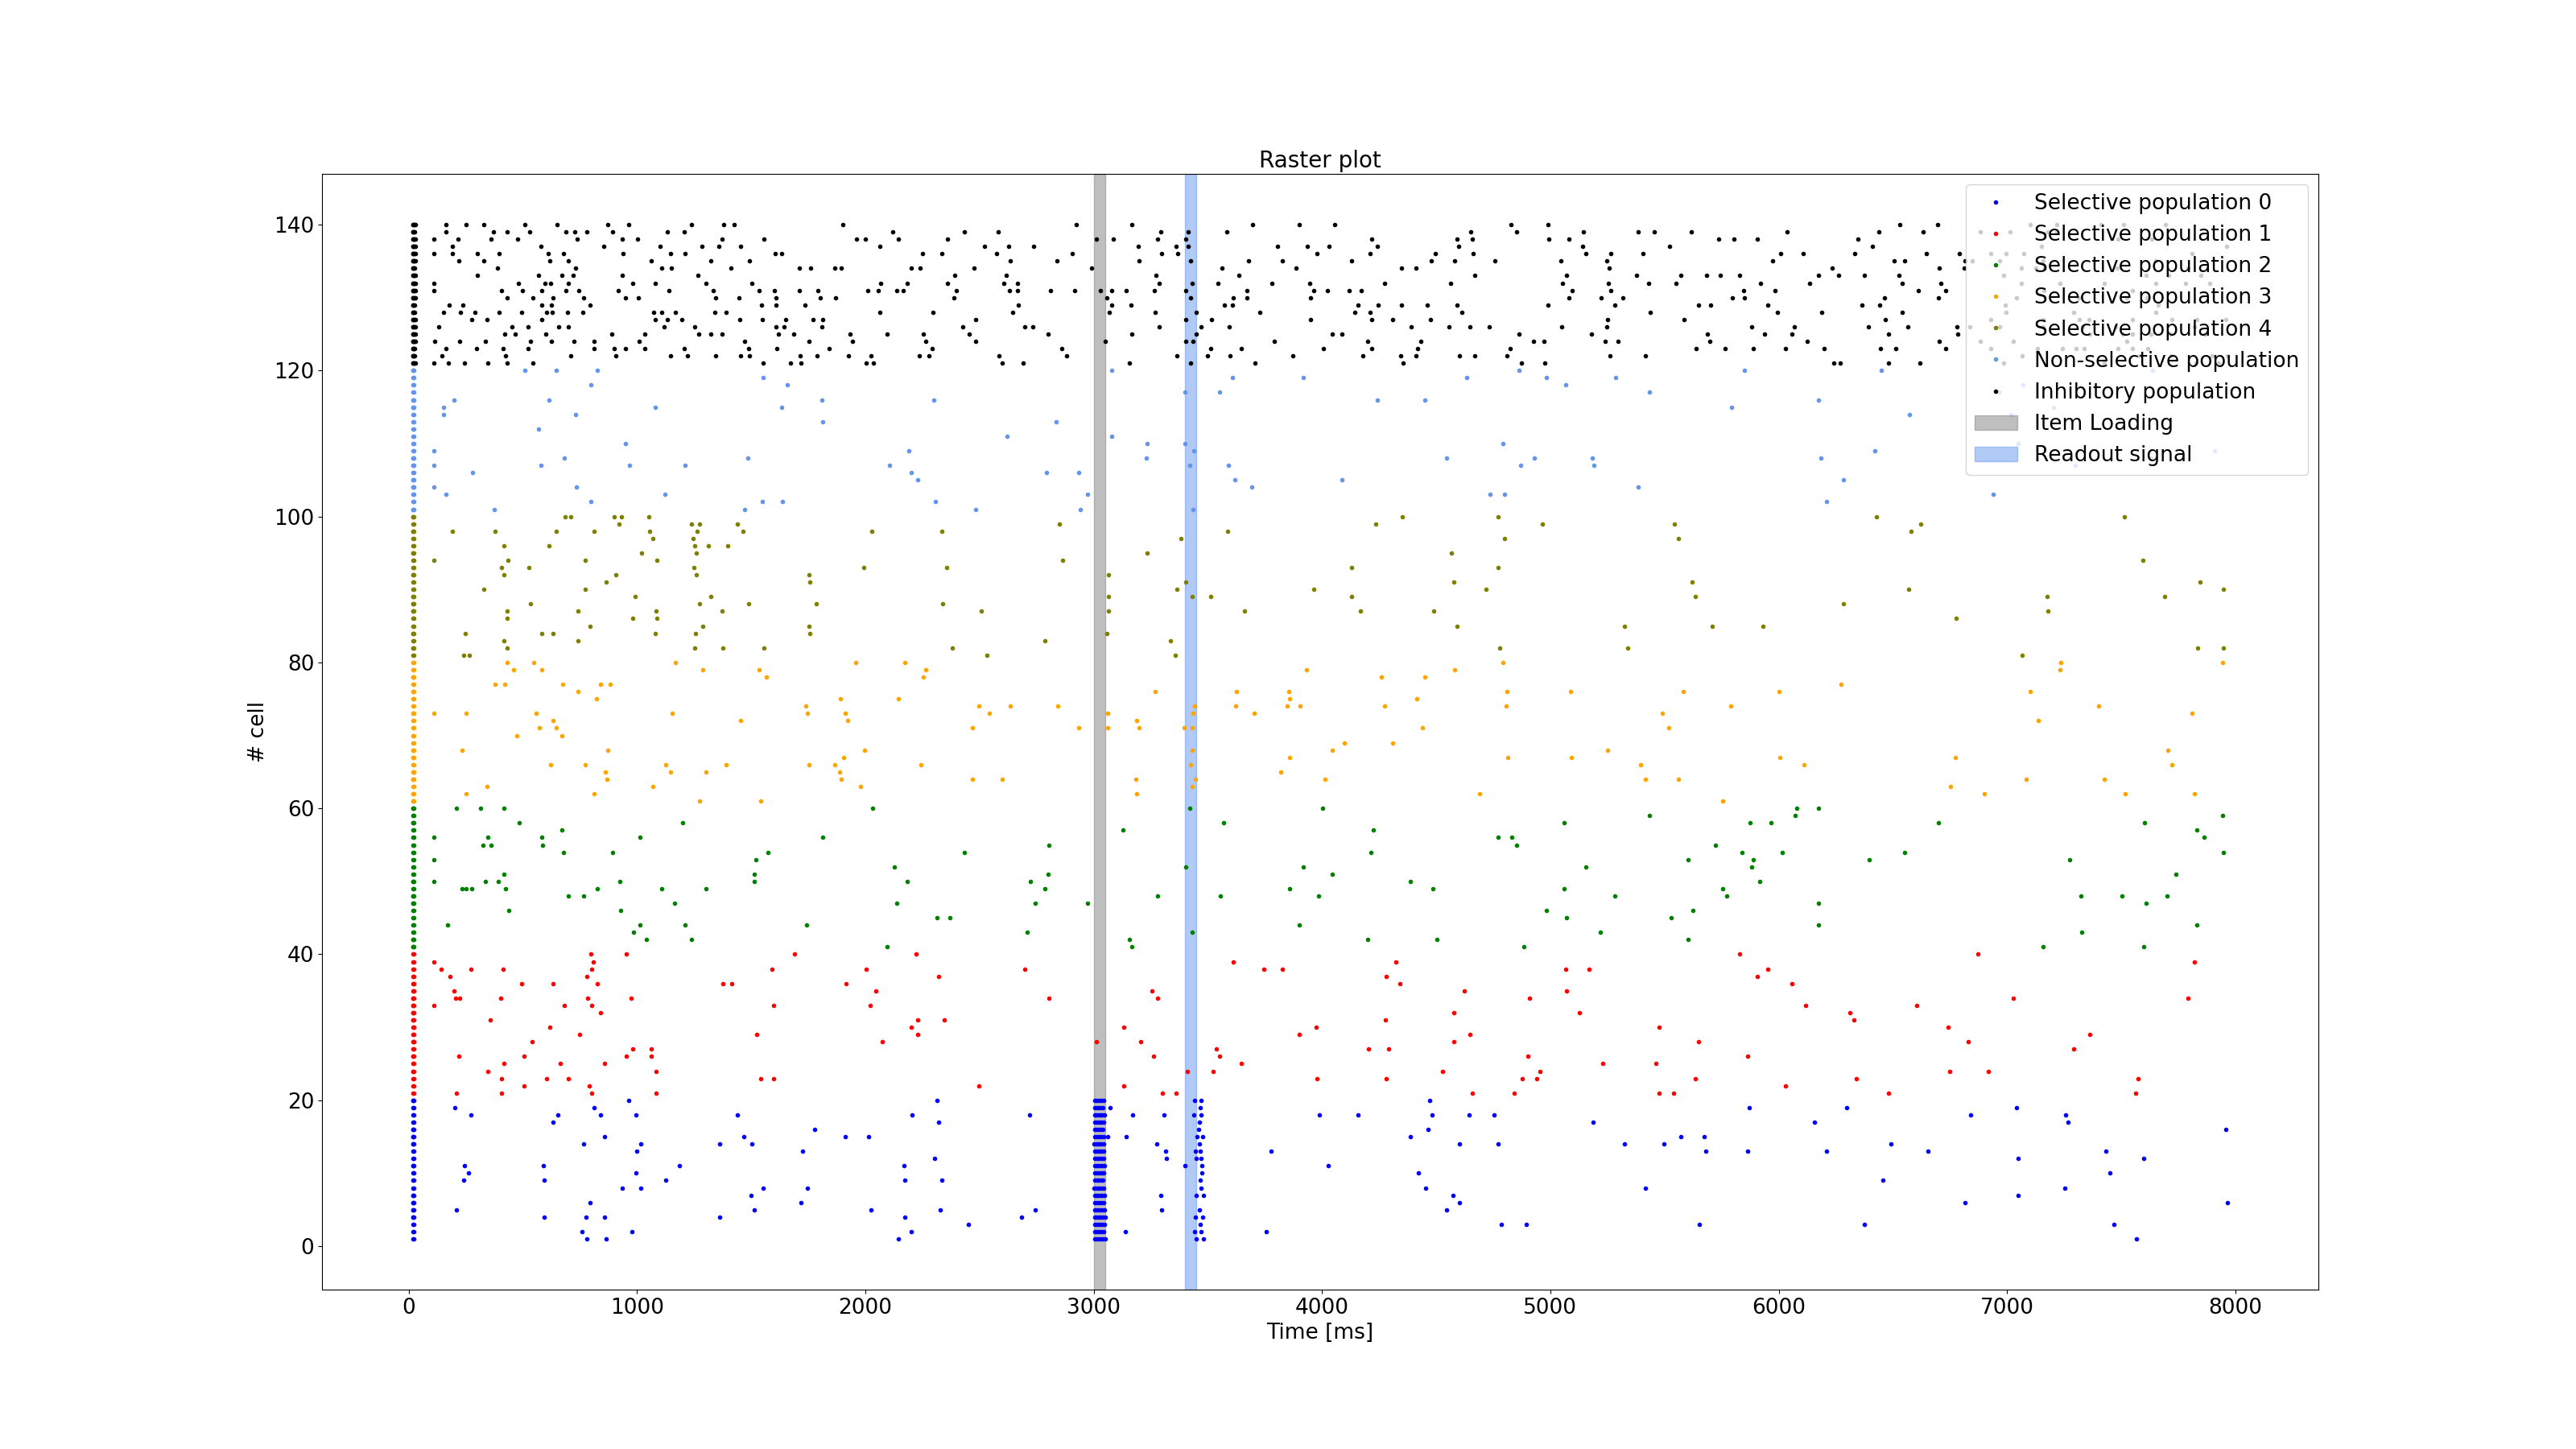 Raster plot
140
120
100
80
60
40
20
0
# cell
0 1000 2000 3000 4000 5000 6000 7000 8000
Time [ms]
Selective population 0
Selective population 1
Selective population 2
Selective population 3
Selective population 4
Non-selective population
Inhibitory population
Item Loading
Readout signal